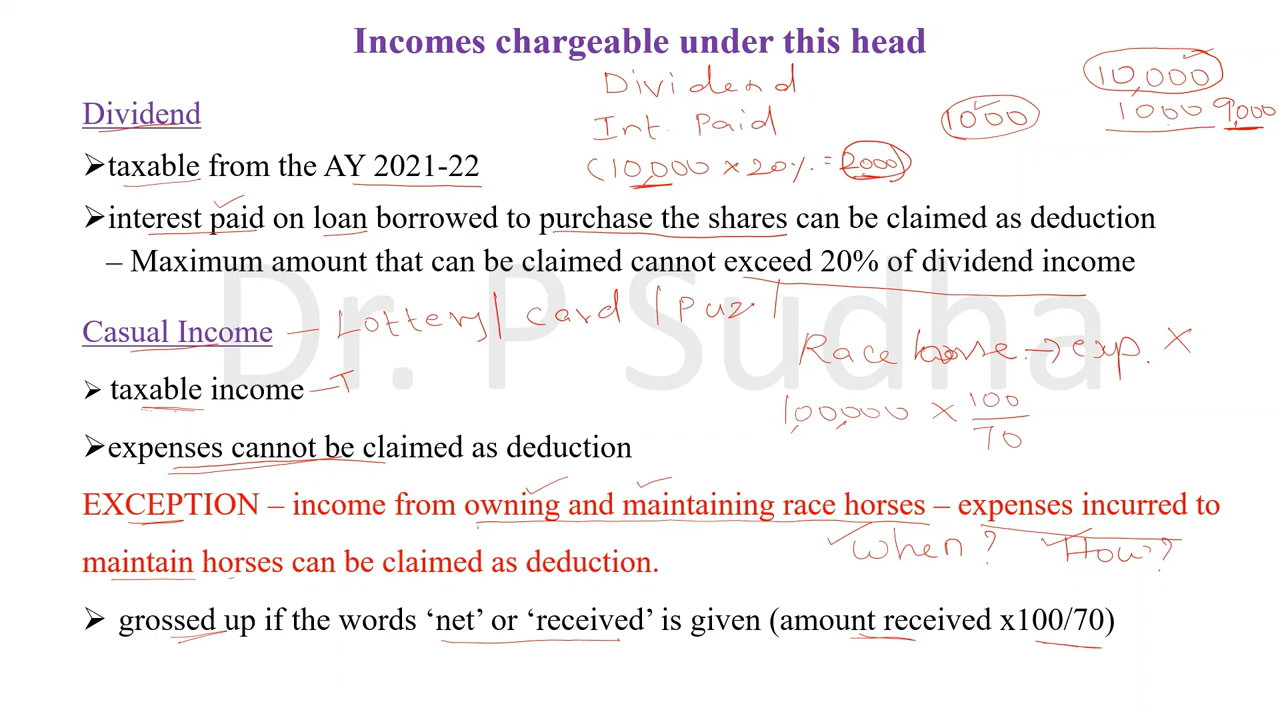 Incomes chargeable under this head
Dividend
10,000
1000 9,000
1000
Dividend
Int. Paid
(10,000 x 20% = 2000
➢taxable from the AY 2021-22
➢interest paid on loan borrowed to purchase the shares can be claimed as deduction
– Maximum amount that can be claimed cannot exceed 20% of dividend income
Dr. P Sudha
Casual Income – Lottery| card | puz |
Race horse → exp. X
➢ taxable income – T
1,00,000 x 100/70
➢expenses cannot be claimed as deduction
EXCEPTION – income from owning and maintaining race horses – expenses incurred to
maintain horses can be claimed as deduction.
When? How?
➢ grossed up if the words ‘net’ or ‘received’ is given (amount received x100/70)